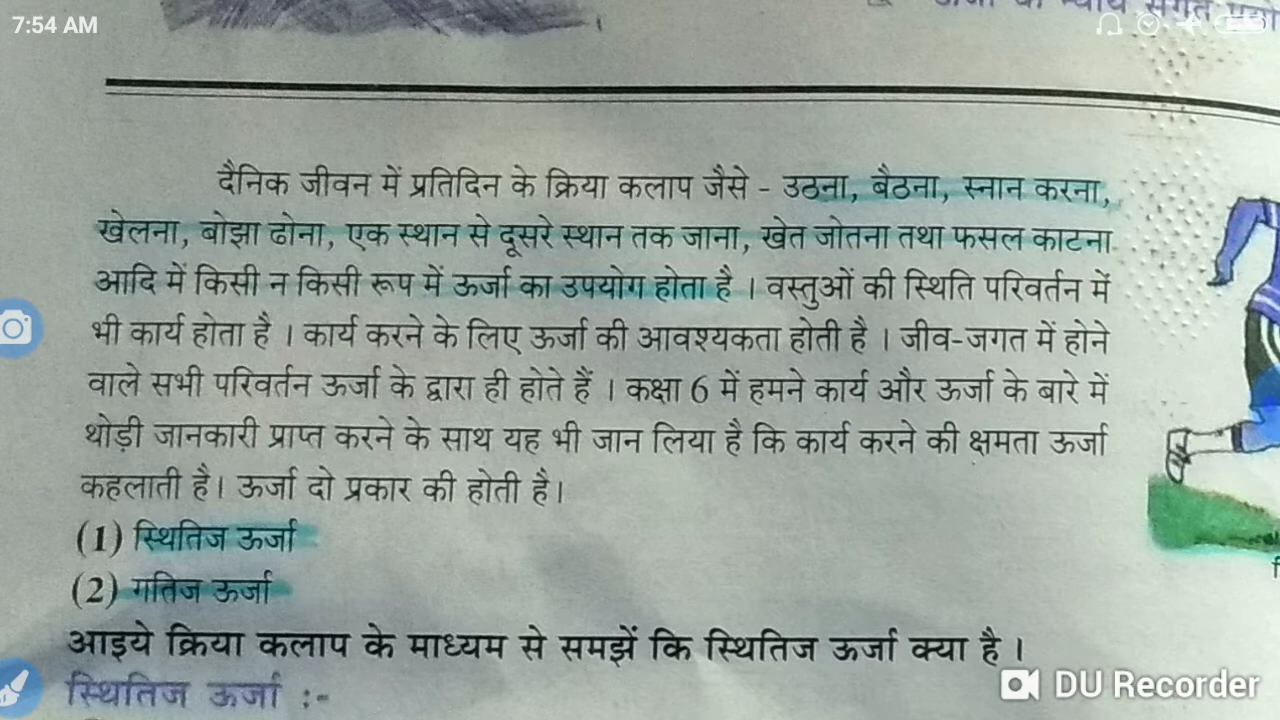 7:54 AM
दैनिक जीवन में प्रतिदिन के क्रिया कलाप जैसे - उठना, बैठना, स्नान करना,
खेलना, बोझा ढोना, एक स्थान से दूसरे स्थान तक जाना, खेत जोतना तथा फसल काटना
आदि में किसी न किसी रूप में ऊर्जा का उपयोग होता है । वस्तुओं की स्थिति परिवर्तन में
भी कार्य होता है । कार्य करने के लिए ऊर्जा की आवश्यकता होती है । जीव-जगत में होने
वाले सभी परिवर्तन ऊर्जा के द्वारा ही होते हैं । कक्षा 6 में हमने कार्य और ऊर्जा के बारे में
थोड़ी जानकारी प्राप्त करने के साथ यह भी जान लिया है कि कार्य करने की क्षमता ऊर्जा
कहलाती है। ऊर्जा दो प्रकार की होती है।
(1) स्थितिज ऊर्जा
(2) गतिज ऊर्जा
आइये क्रिया कलाप के माध्यम से समझें कि स्थितिज ऊर्जा क्या है ।
स्थितिज ऊर्जा :-
DU Recorder